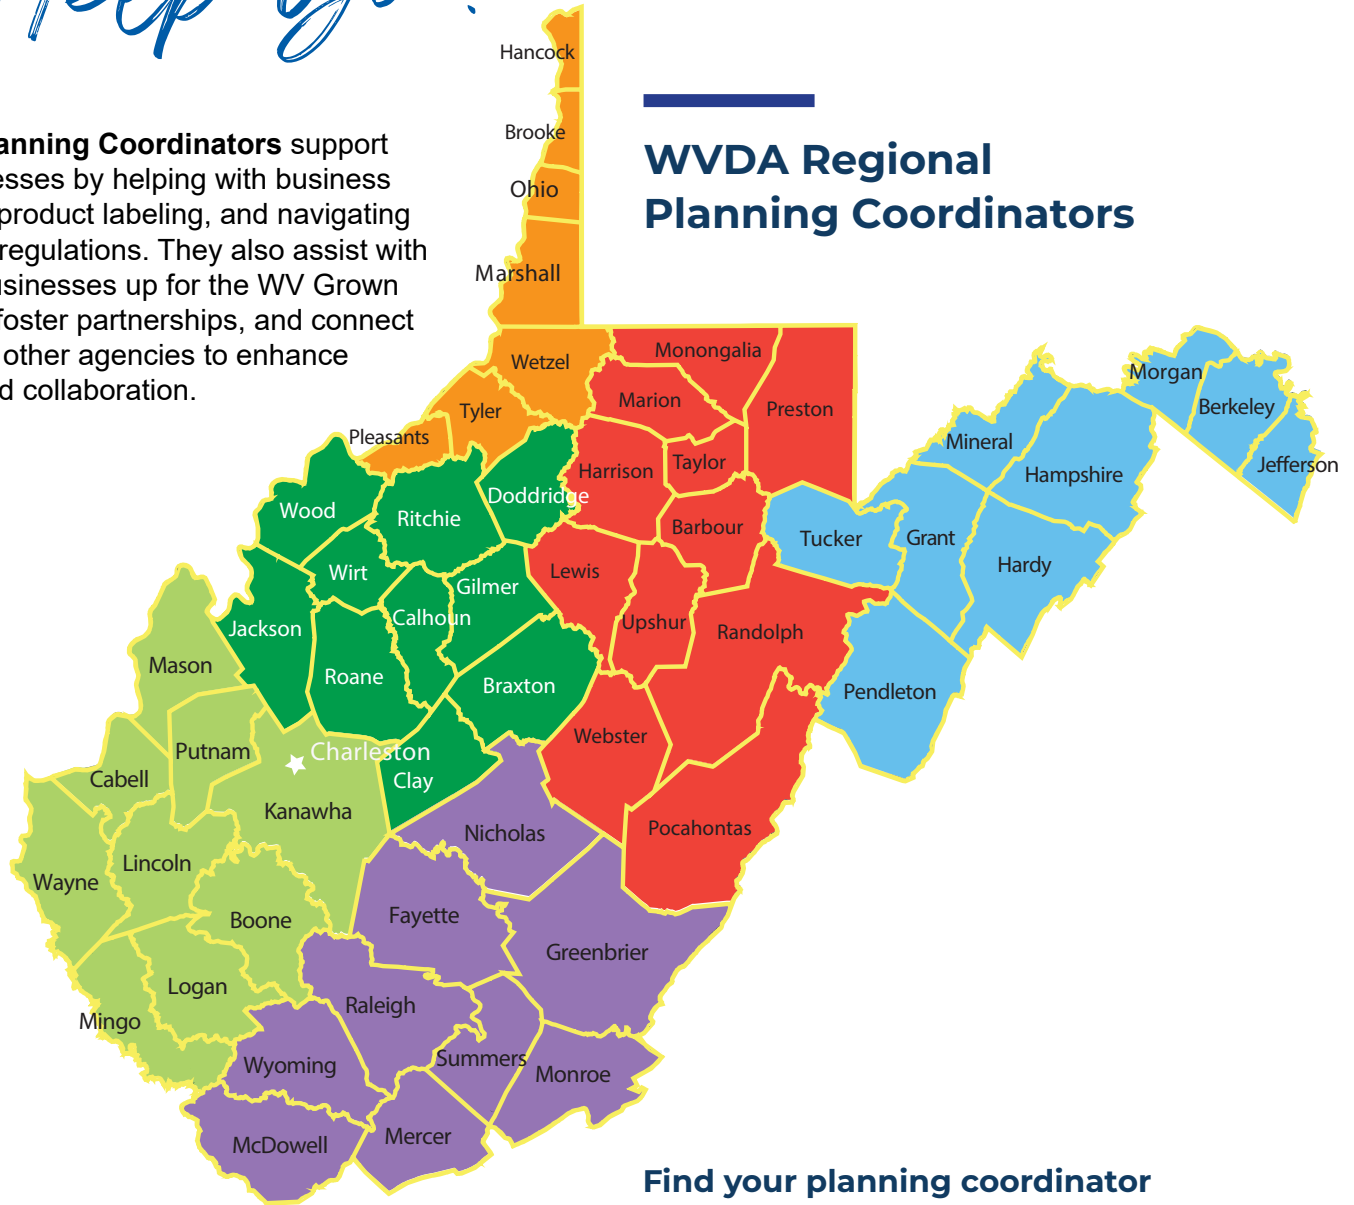 Help You!
anning Coordinators support
esses by helping with business
product labeling, and navigating
regulations. They also assist with
usinesses up for the WV Grown
foster partnerships, and connect
other agencies to enhance
d collaboration.
WVDA Regional
Planning Coordinators
Hancock
Brooke
Ohio
Marshall
Wetzel
Tyler
Pleasants
Monongalia
Marion
Preston
Harrison
Taylor
Barbour
Doddridge
Wood
Ritchie
Wirt
Gilmer
Calhoun
Jackson
Roane
Braxton
Clay
Lewis
Upshur
Randolph
Webster
Pocahontas
Tucker
Grant
Mineral
Hampshire
Hardy
Pendleton
Morgan
Berkeley
Jefferson
Mason
Putnam
Cabell
Charleston
Kanawha
Lincoln
Wayne
Boone
Logan
Mingo
Nicholas
Fayette
Greenbrier
Raleigh
Summers
Monroe
Wyoming
McDowell
Mercer
Find your planning coordinator